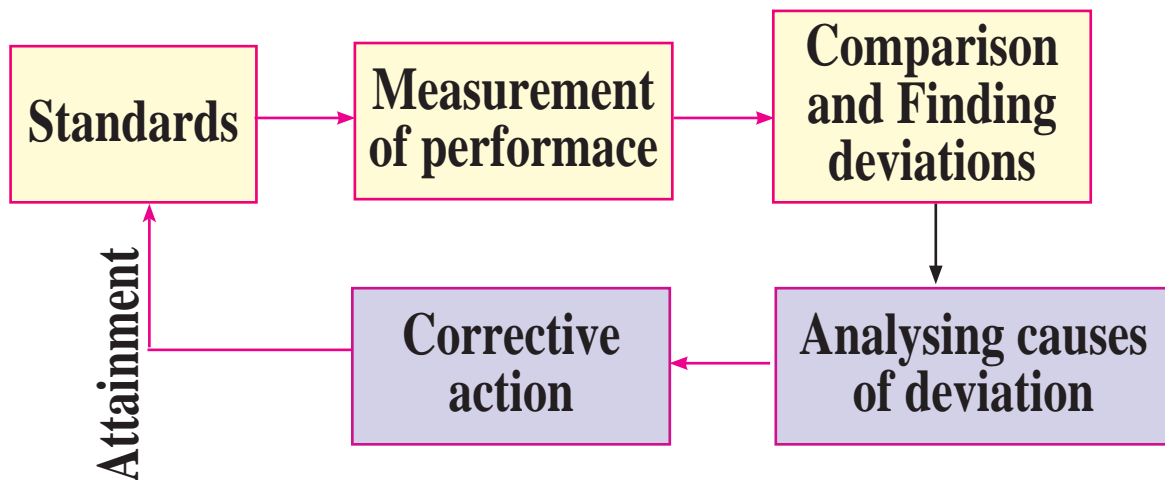 Standards
Measurement
of performace
Comparison
and Finding
deviations
Analysing causes
of deviation
Corrective
action
Attainment